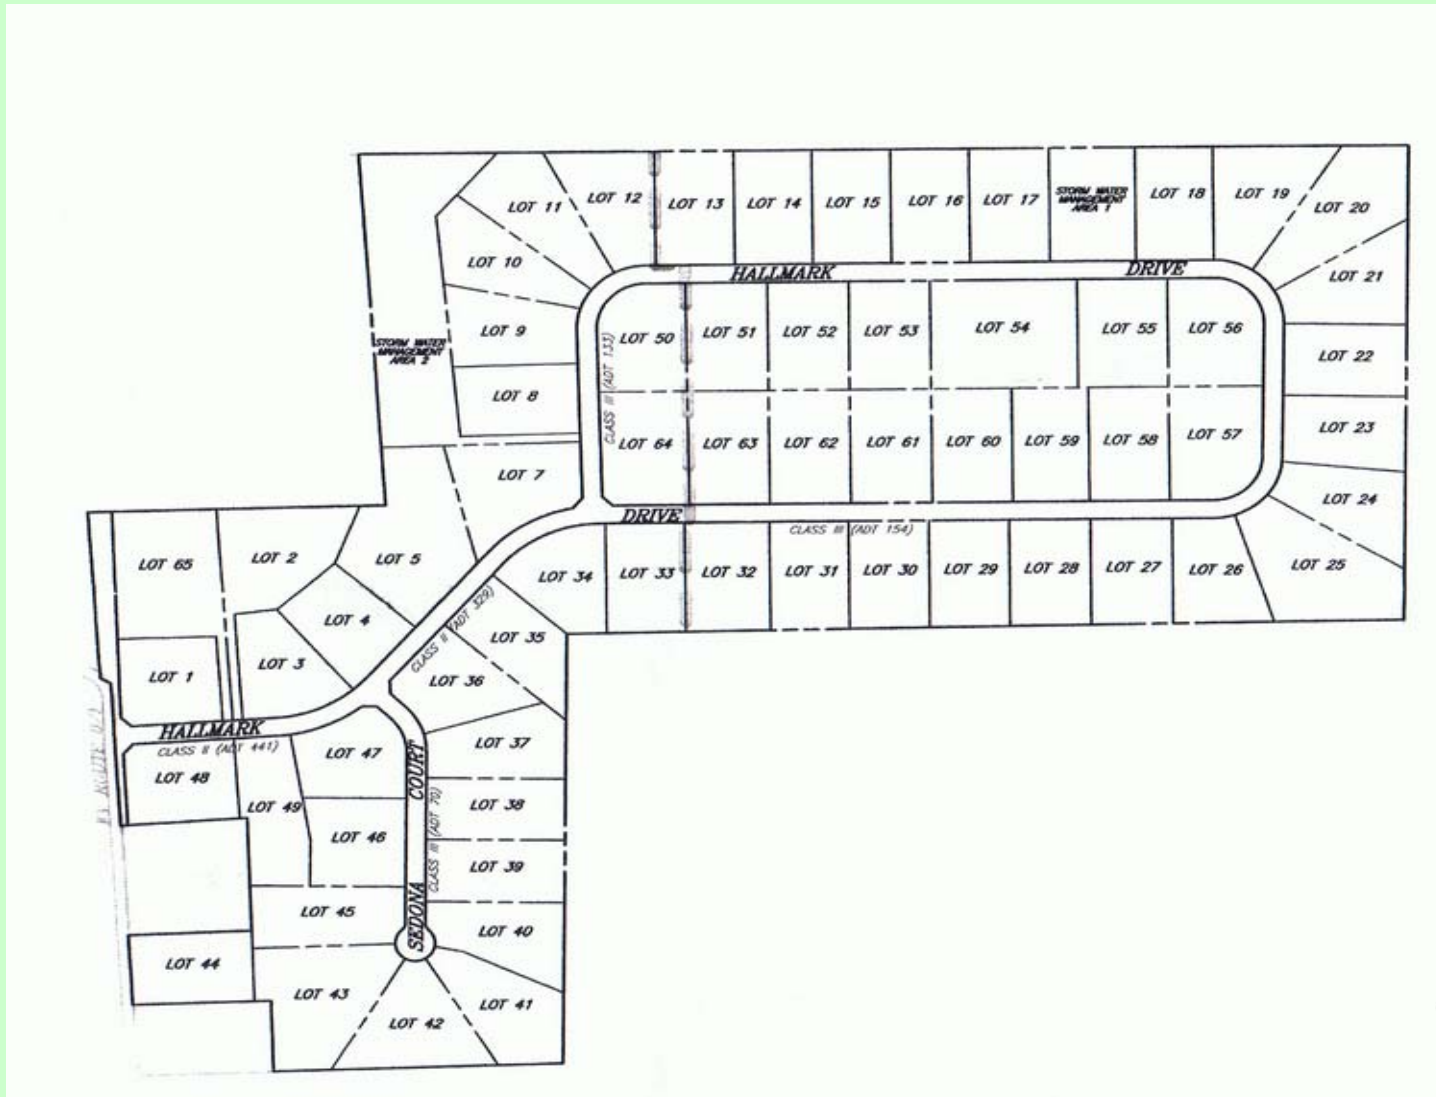 LOT 11
LOT 12
LOT 13
LOT 14
LOT 15
LOT 16
LOT 17
STORM WATER
MANAGEMENT
AREA 1
LOT 18
LOT 19
LOT 20
LOT 10
HALLMARK
DRIVE
LOT 21
LOT 9
STORM WATER
MANAGEMENT
AREA 2
LOT 50
LOT 51
LOT 52
LOT 53
LOT 54
LOT 55
LOT 56
LOT 22
CLASS III (ADT 133)
LOT 8
LOT 64
LOT 63
LOT 62
LOT 61
LOT 60
LOT 59
LOT 58
LOT 57
LOT 23
LOT 7
LOT 24
DRIVE
CLASS III (ADT 154)
LOT 65
LOT 2
LOT 5
LOT 34
LOT 33
LOT 32
LOT 31
LOT 30
LOT 29
LOT 28
LOT 27
LOT 26
LOT 25
LOT 4
CLASS II (ADT 329)
LOT 35
LOT 3
LOT 1
LOT 36
HALLMARK
CLASS II (ADT 441)
LOT 47
LOT 37
LOT 48
COURT
LOT 49
LOT 38
LOT 46
CLASS III (ADT 70)
LOT 39
LOT 45
SEDONA
LOT 40
LOT 44
LOT 43
LOT 41
LOT 42